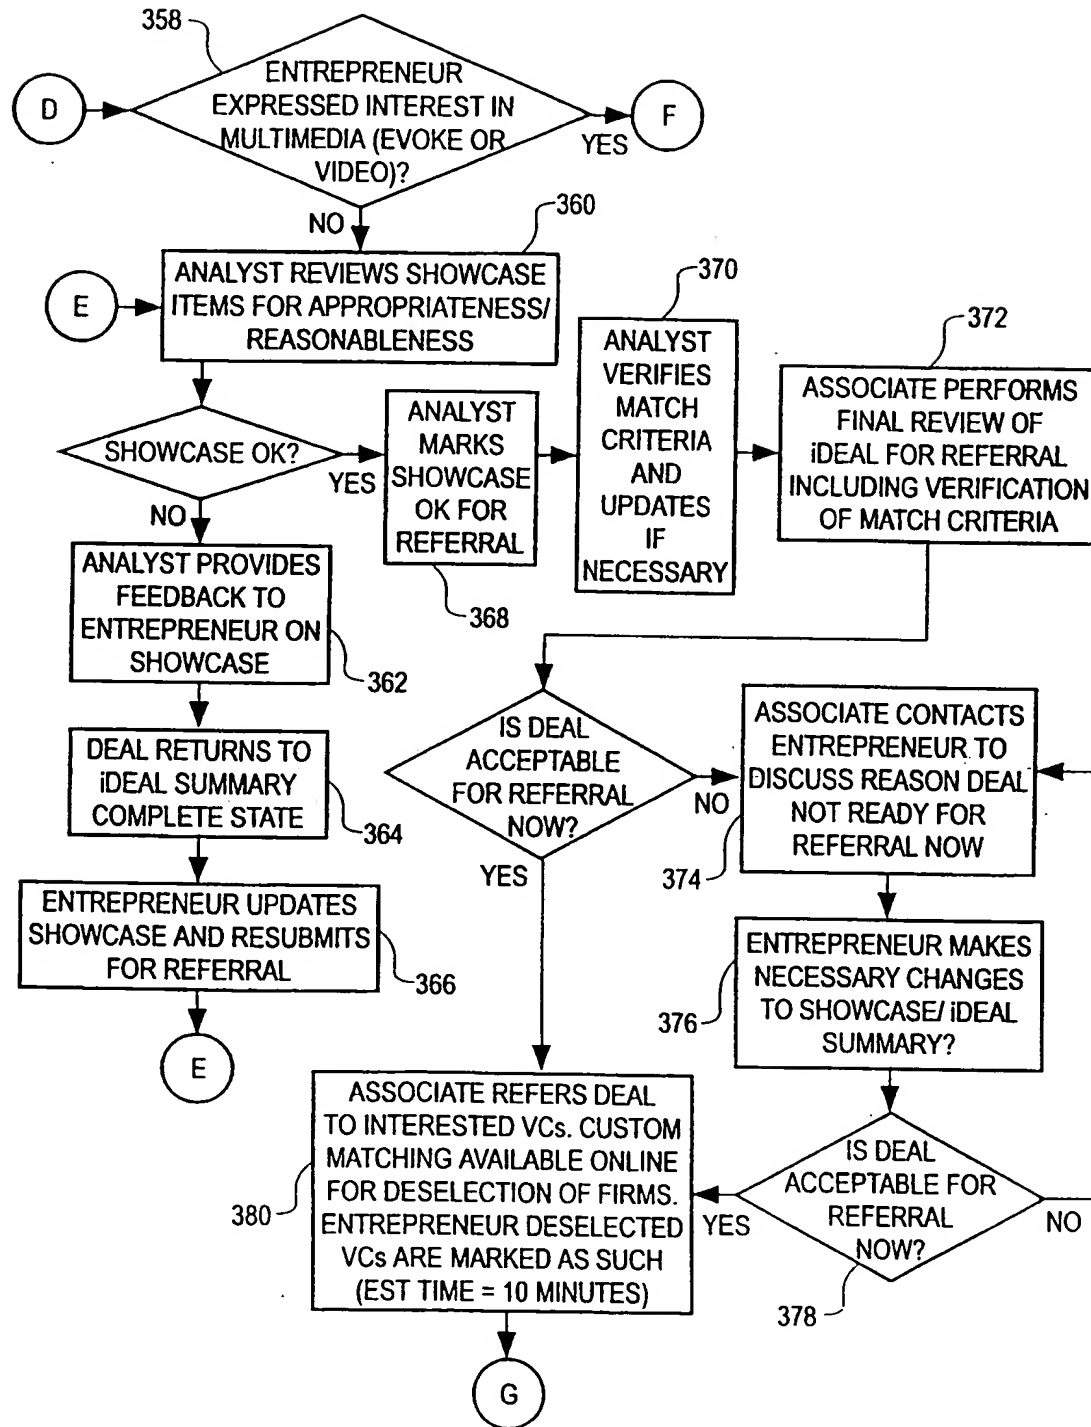 358
D
ENTREPRENEUR
EXPRESSED INTEREST IN
MULTIMEDIA (EVOKE OR
VIDEO)?
YES
F
NO
360
E
ANALYST REVIEWS SHOWCASE
ITEMS FOR APPROPRIATENESS/
REASONABLENESS
SHOWCASE OK?
YES
NO
ANALYST
MARKS
SHOWCASE
OK FOR
REFERRAL
368
370
ANALYST
VERIFIES
MATCH
CRITERIA
AND
UPDATES
IF
NECESSARY
372
ASSOCIATE PERFORMS
FINAL REVIEW OF
iDEAL FOR REFERRAL
INCLUDING VERIFICATION
OF MATCH CRITERIA
ANALYST PROVIDES
FEEDBACK TO
ENTREPRENEUR ON
SHOWCASE
362
DEAL RETURNS TO
iDEAL SUMMARY
COMPLETE STATE
364
ENTREPRENEUR UPDATES
SHOWCASE AND RESUBMITS
FOR REFERRAL
366
E
IS DEAL
ACCEPTABLE
FOR REFERRAL
NOW?
NO
YES
ASSOCIATE CONTACTS
ENTREPRENEUR TO
DISCUSS REASON DEAL
NOT READY FOR
REFERRAL NOW
374
ENTREPRENEUR MAKES
NECESSARY CHANGES
TO SHOWCASE/ iDEAL
SUMMARY?
376
IS DEAL
ACCEPTABLE FOR
REFERRAL
NOW?
YES
NO
378
ASSOCIATE REFERS DEAL
TO INTERESTED VCs. CUSTOM
MATCHING AVAILABLE ONLINE
FOR DESELECTION OF FIRMS.
ENTREPRENEUR DESELECTED
VCs ARE MARKED AS SUCH
(EST TIME = 10 MINUTES)
380
G